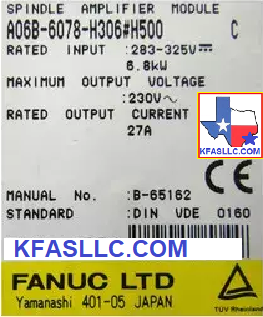 SPINDLE AMPLIFIER MODULE
A06B-6078-H306#H500 C
RATED INPUT :283-325V⎓
6.8kW
MAXIMUM OUTPUT VOLTAGE
:230V~
RATED OUTPUT CURRENT
27A
KFASLLC.COM
CE
MANUAL No. :B-65162
STANDARD :DIN VDE 0160
KFASLLC.COM
FANUC LTD
Yamanashi 401-05 JAPAN
TUV Rheinland